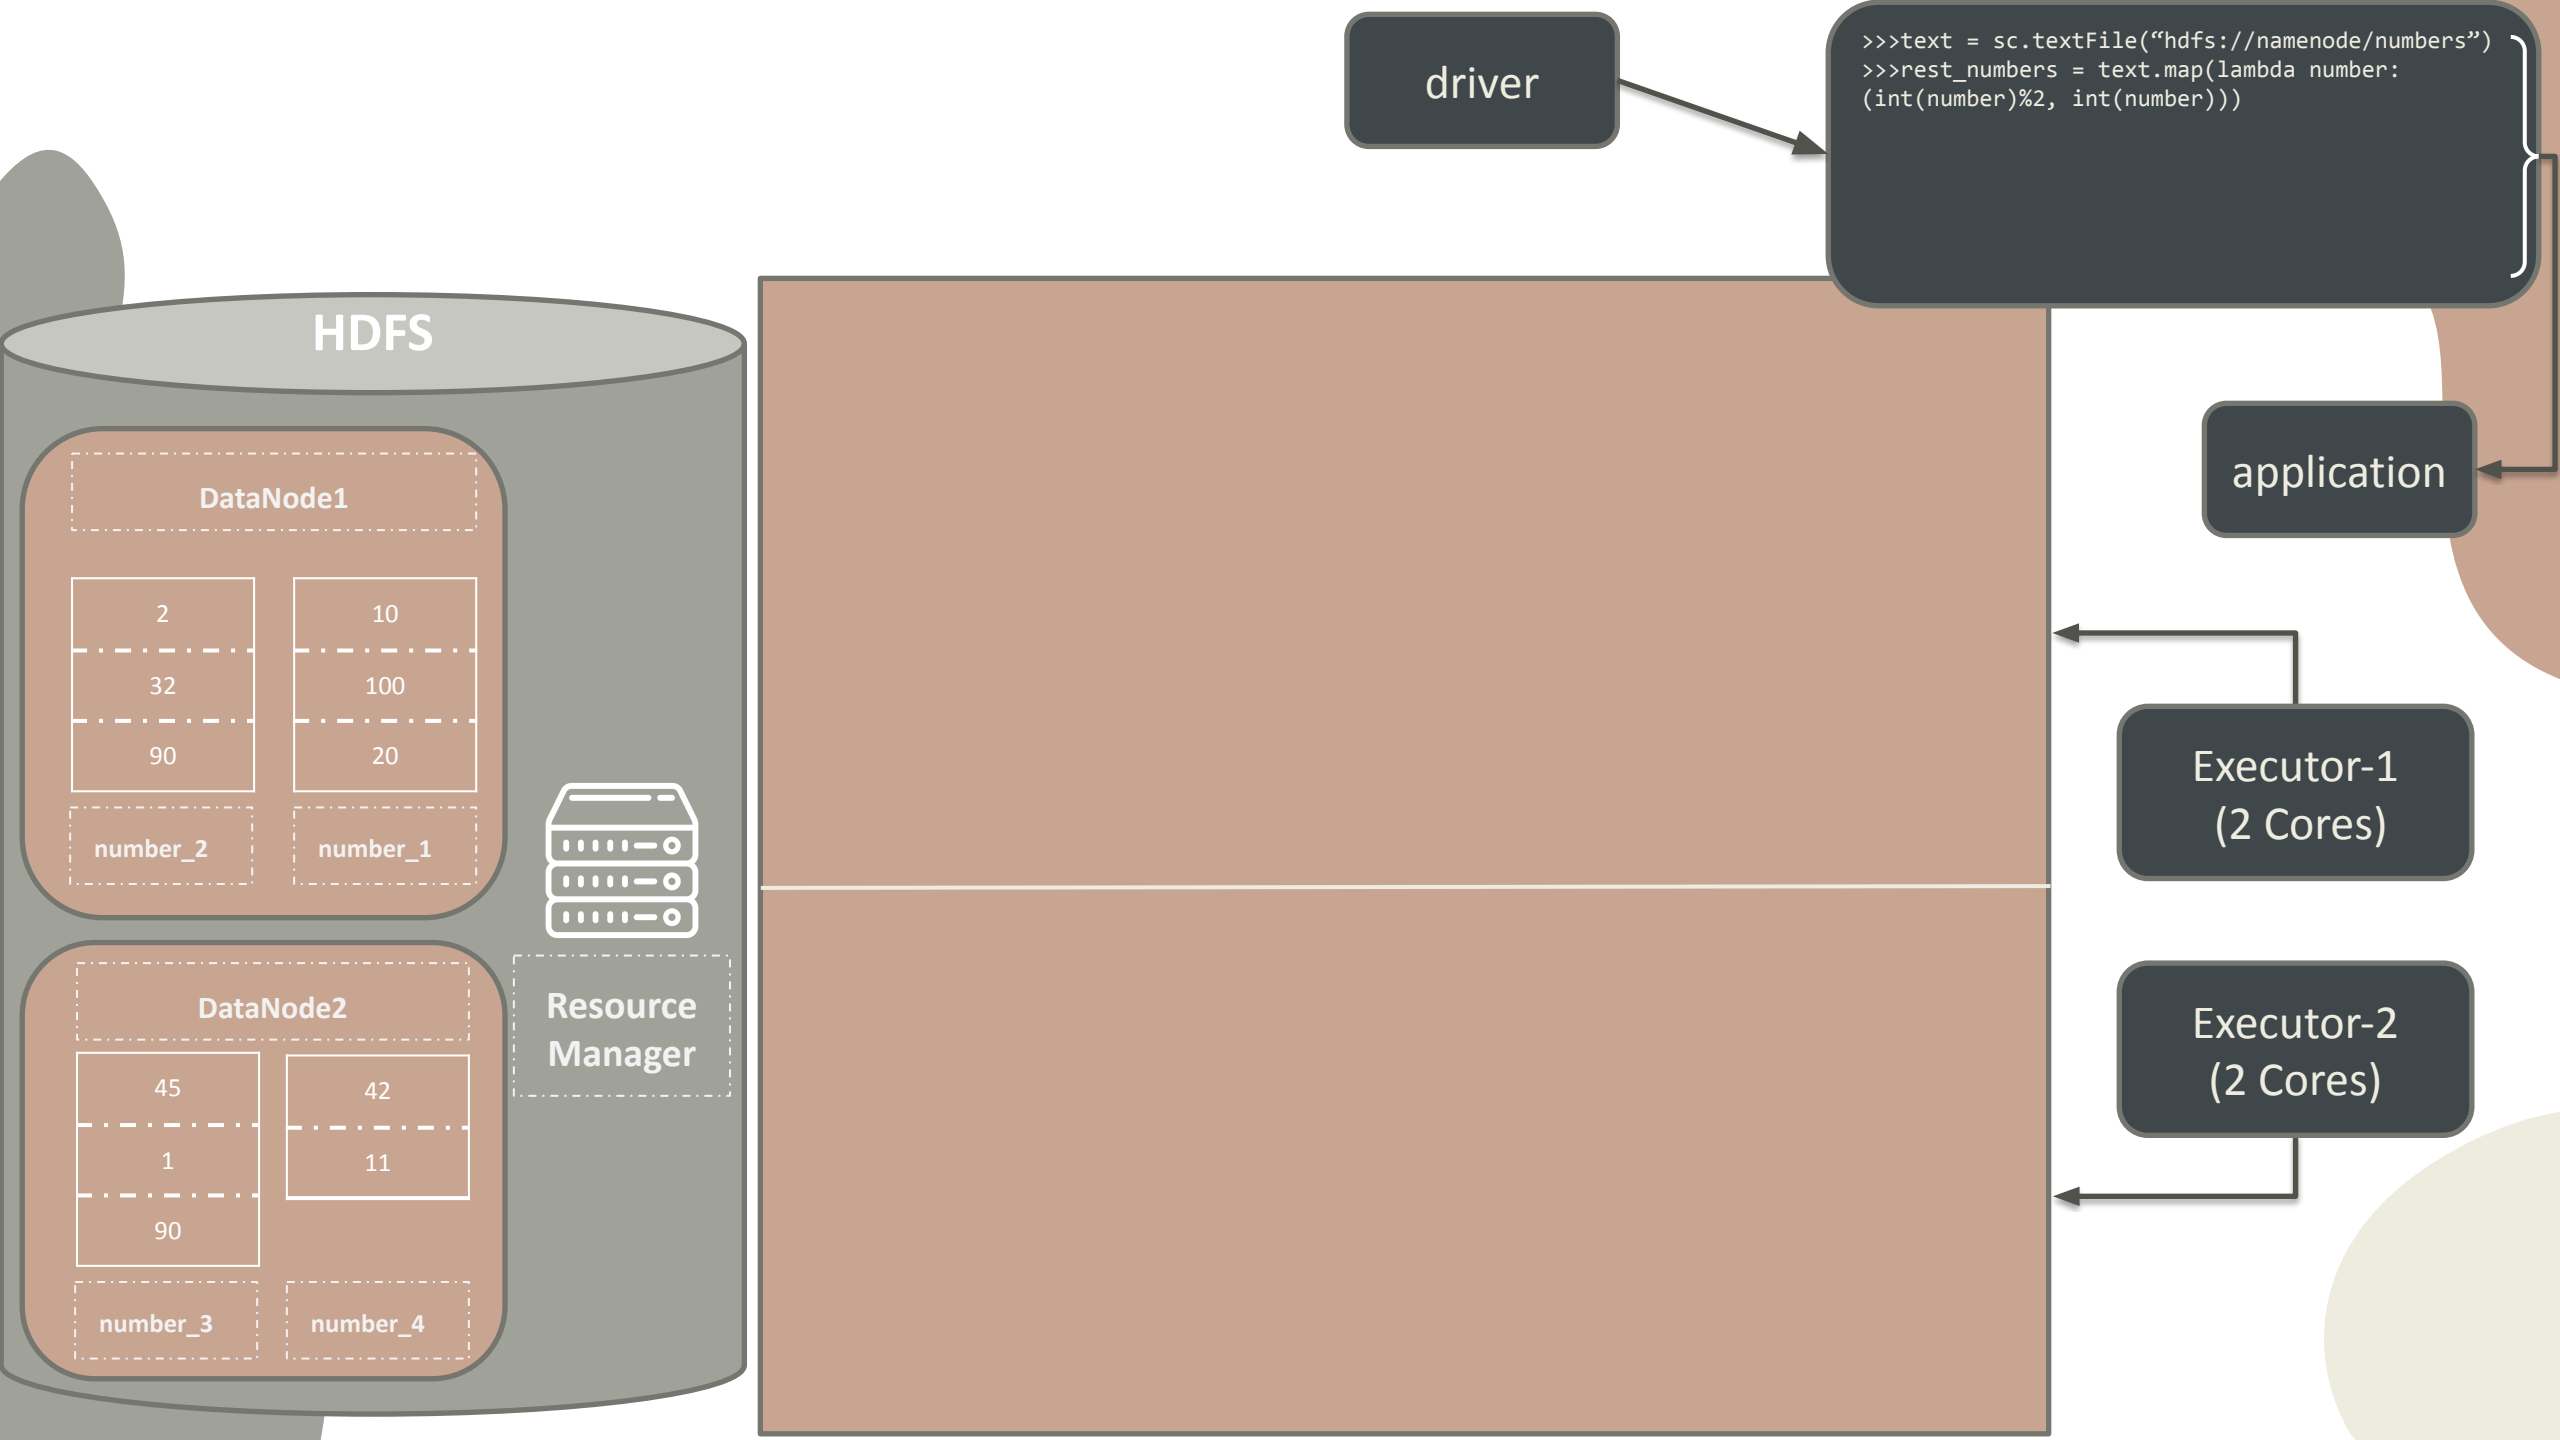 driver
>>>text = sc.textFile(“hdfs://namenode/numbers”)
>>>rest_numbers = text.map(lambda number:
(int(number)%2, int(number)))
HDFS
DataNode1
2
32
90
number_2
10
100
20
number_1
DataNode2
45
1
90
number_3
42
11
number_4
Resource
Manager
application
Executor-1
(2 Cores)
Executor-2
(2 Cores)